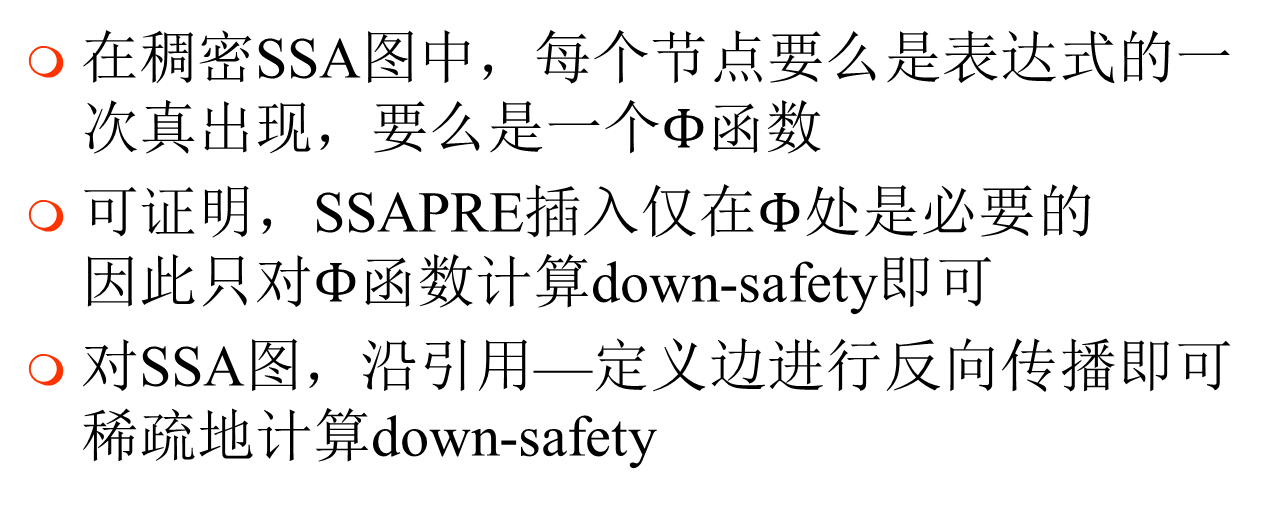 在稠密SSA图中，每个节点要么是表达式的一
次真出现，要么是一个Φ函数
可证明，SSAPRE插入仅在Φ处是必要的
因此只对Φ函数计算down-safety即可
对SSA图，沿引用—定义边进行反向传播即可
稀疏地计算down-safety